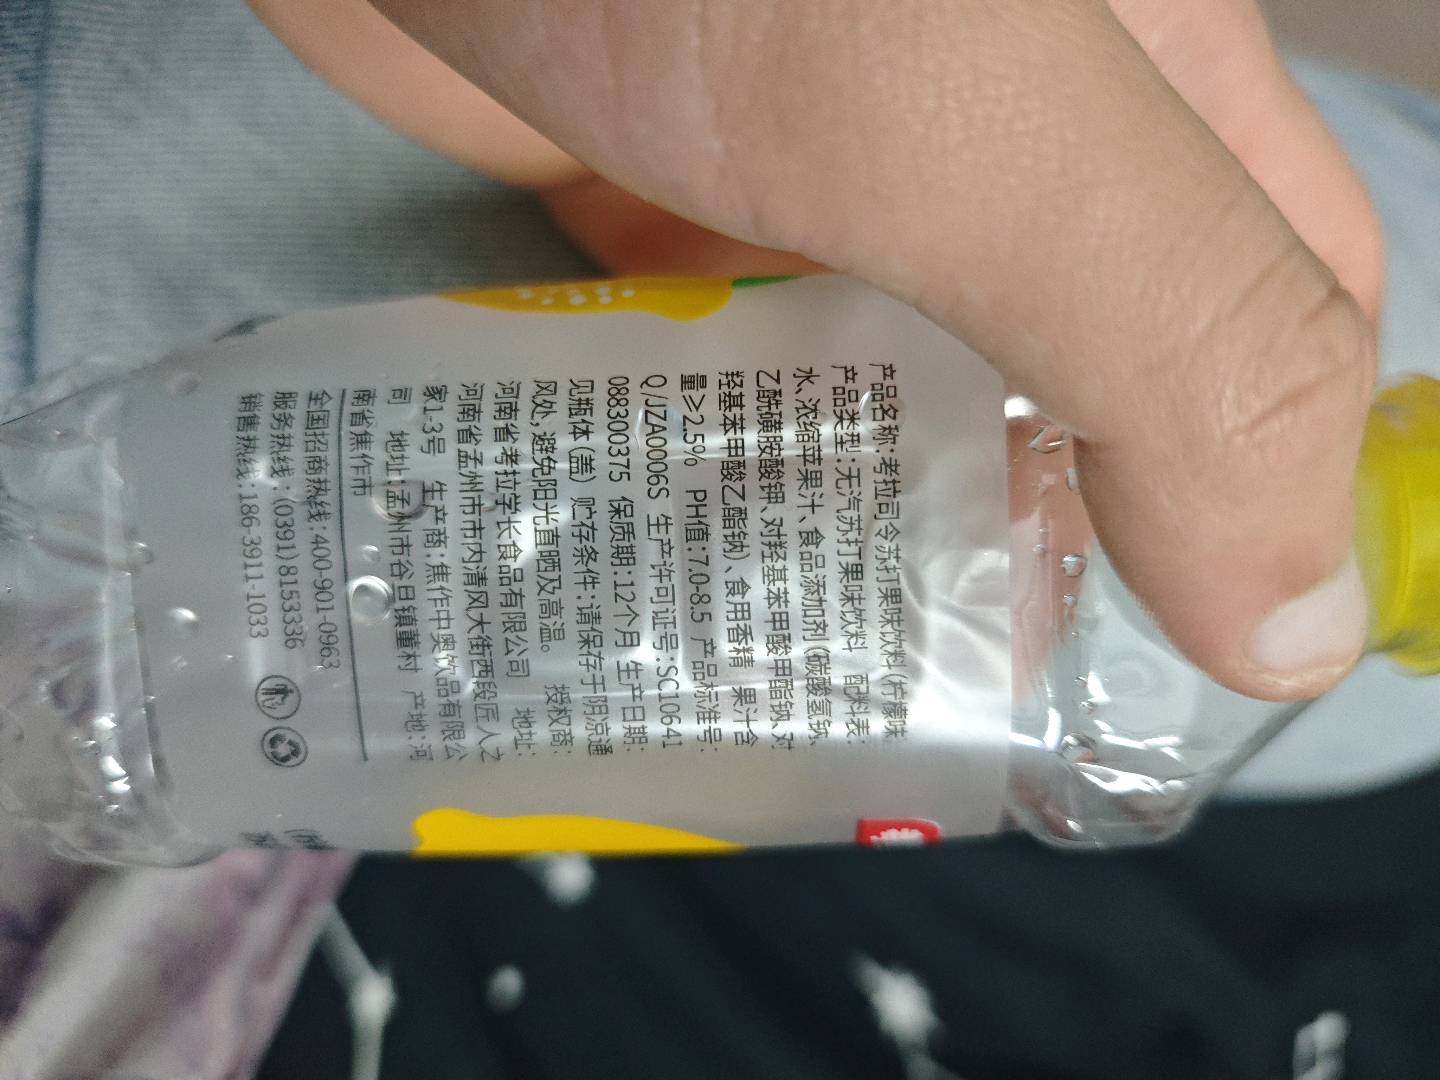 产品名称:考拉司令苏打果味饮料(柠檬味
产品类型:无汽苏打果味饮料 配料表:
水、浓缩苹果汁、食品添加剂(碳酸氢钠、
乙酰磺胺酸钾、对羟基苯甲酸甲酯钠、对
羟基苯甲酸乙酯钠)、食用香精 果汁含
量≥2.5% PH值:7.0-8.5 产品标准号:
Q/JZA0006S 生产许可证号:SC10641
088300375 保质期:12个月 生产日期:
见瓶体(盖) 贮存条件:请保存于阴凉通
风处,避免阳光直晒及高温。 授权商:
河南省考拉学长食品有限公司 地址:
河南省孟州市市内清风大街西段匠人之
家1-3号 生产商:焦作中奥饮品有限公
司 地址:孟州市谷旦镇董村 产地:河
南省焦作市
全国招商热线:400-901-0963
服务热线:(0391)8153336
销售热线:186-3911-1033